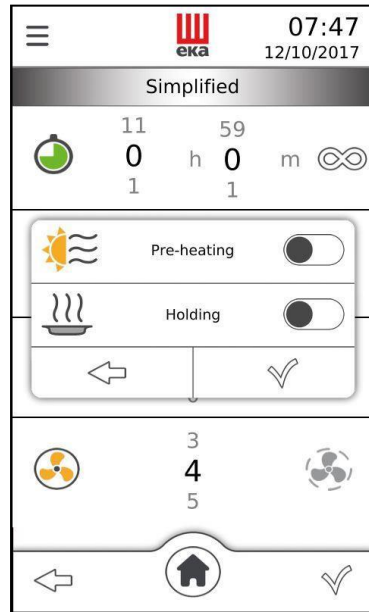 07:47
eka
12/10/2017
Simplified
11 59
0 h 0 m
1 1
Pre-heating
Holding
3
4
5